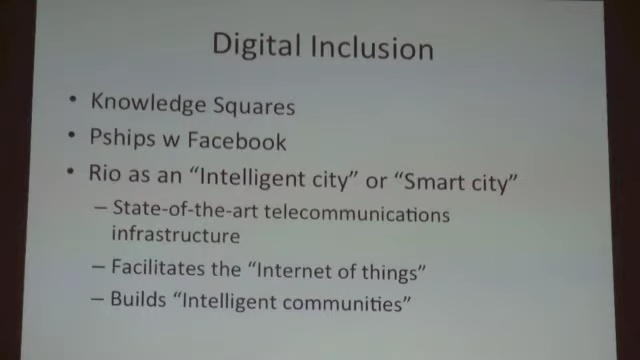 Digital Inclusion
• Knowledge Squares
• Pships w Facebook
• Rio as an “Intelligent city” or “Smart city”
– State-of-the-art telecommunications
infrastructure
– Facilitates the “Internet of things”
– Builds “Intelligent communities”